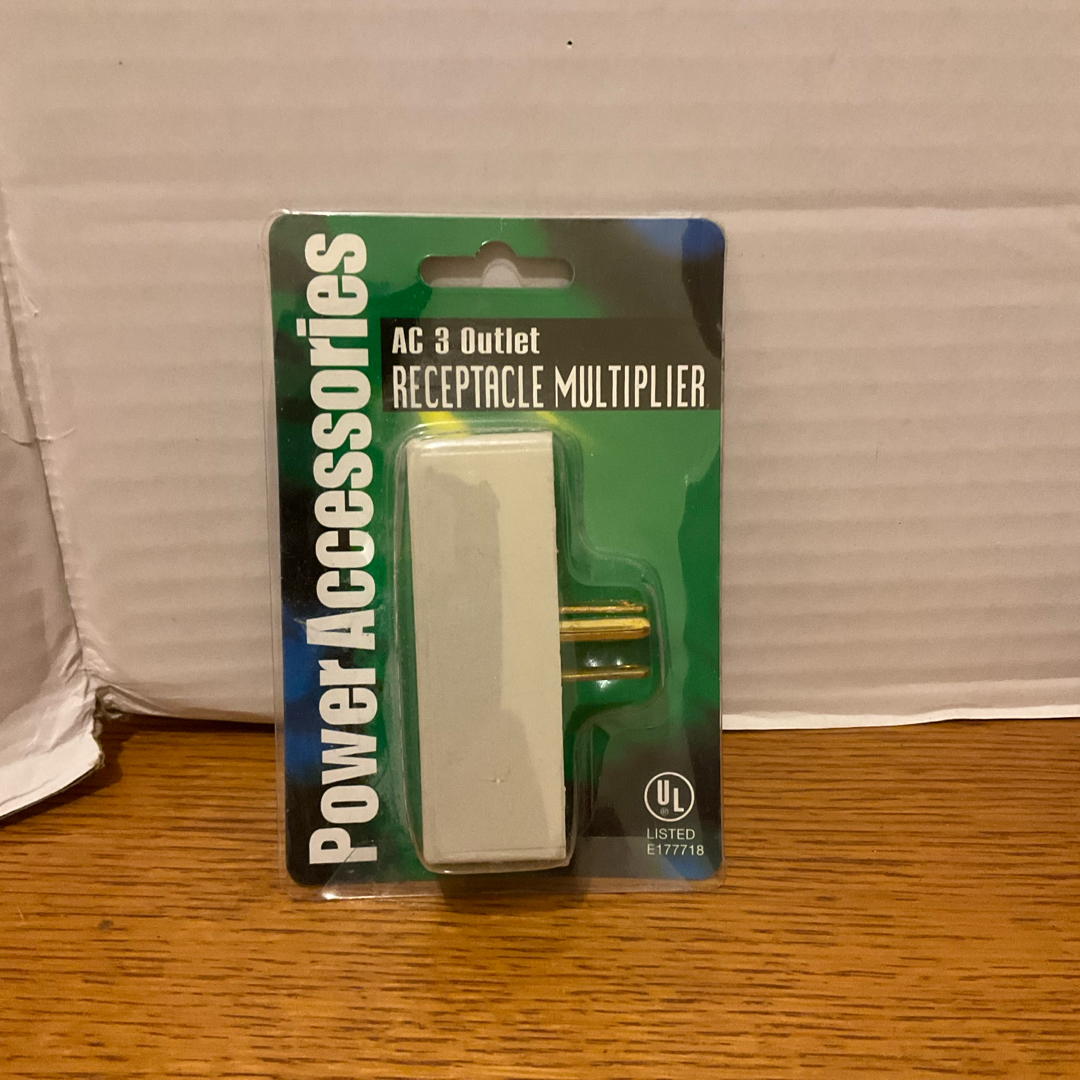 Power Accessories
AC 3 Outlet
RECEPTACLE MULTIPLIER
UL
LISTED
E177718